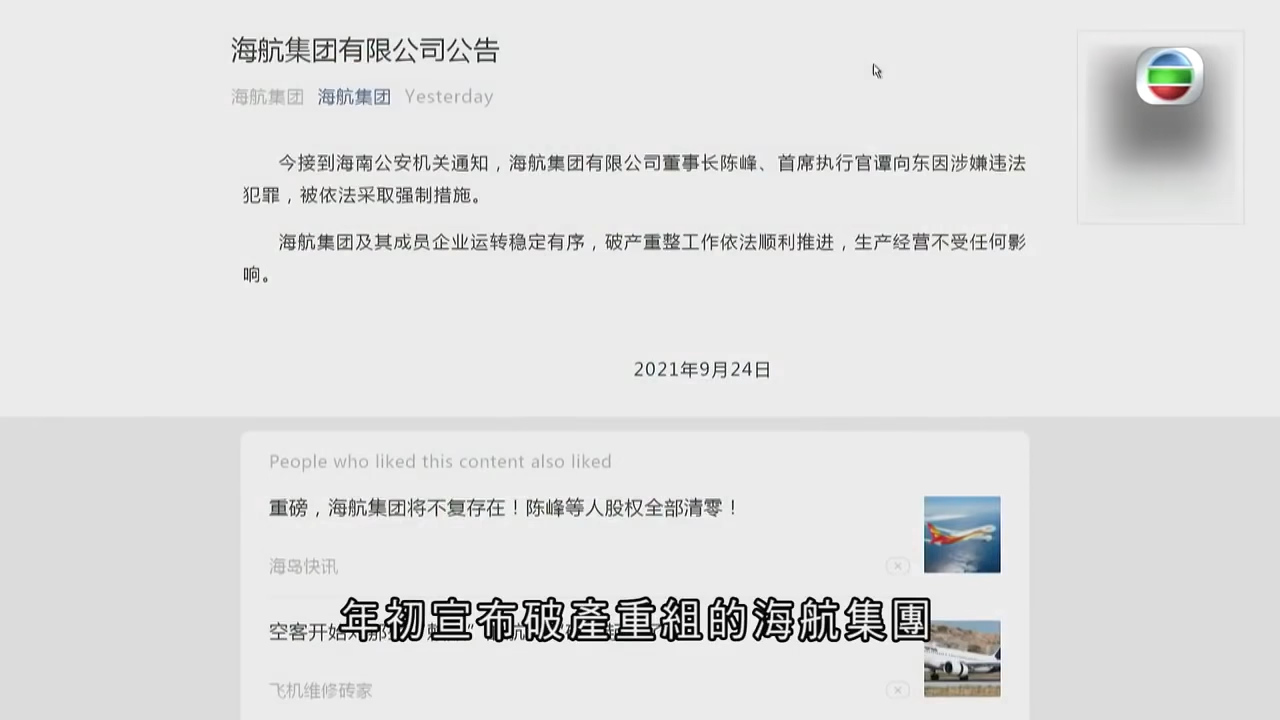 海航集团有限公司公告
海航集团 海航集团 Yesterday
今接到海南公安机关通知，海航集团有限公司董事长陈峰、首席执行官谭向东因涉嫌违法
犯罪，被依法采取强制措施。
海航集团及其成员企业运转稳定有序，破产重整工作依法顺利推进，生产经营不受任何影
响。
2021年9月24日
People who liked this content also liked
重磅，海航集团将不复存在！陈峰等人股权全部清零！
海岛快讯
空客开始
年初宣布破產重組的海航集團
飞机维修砖家